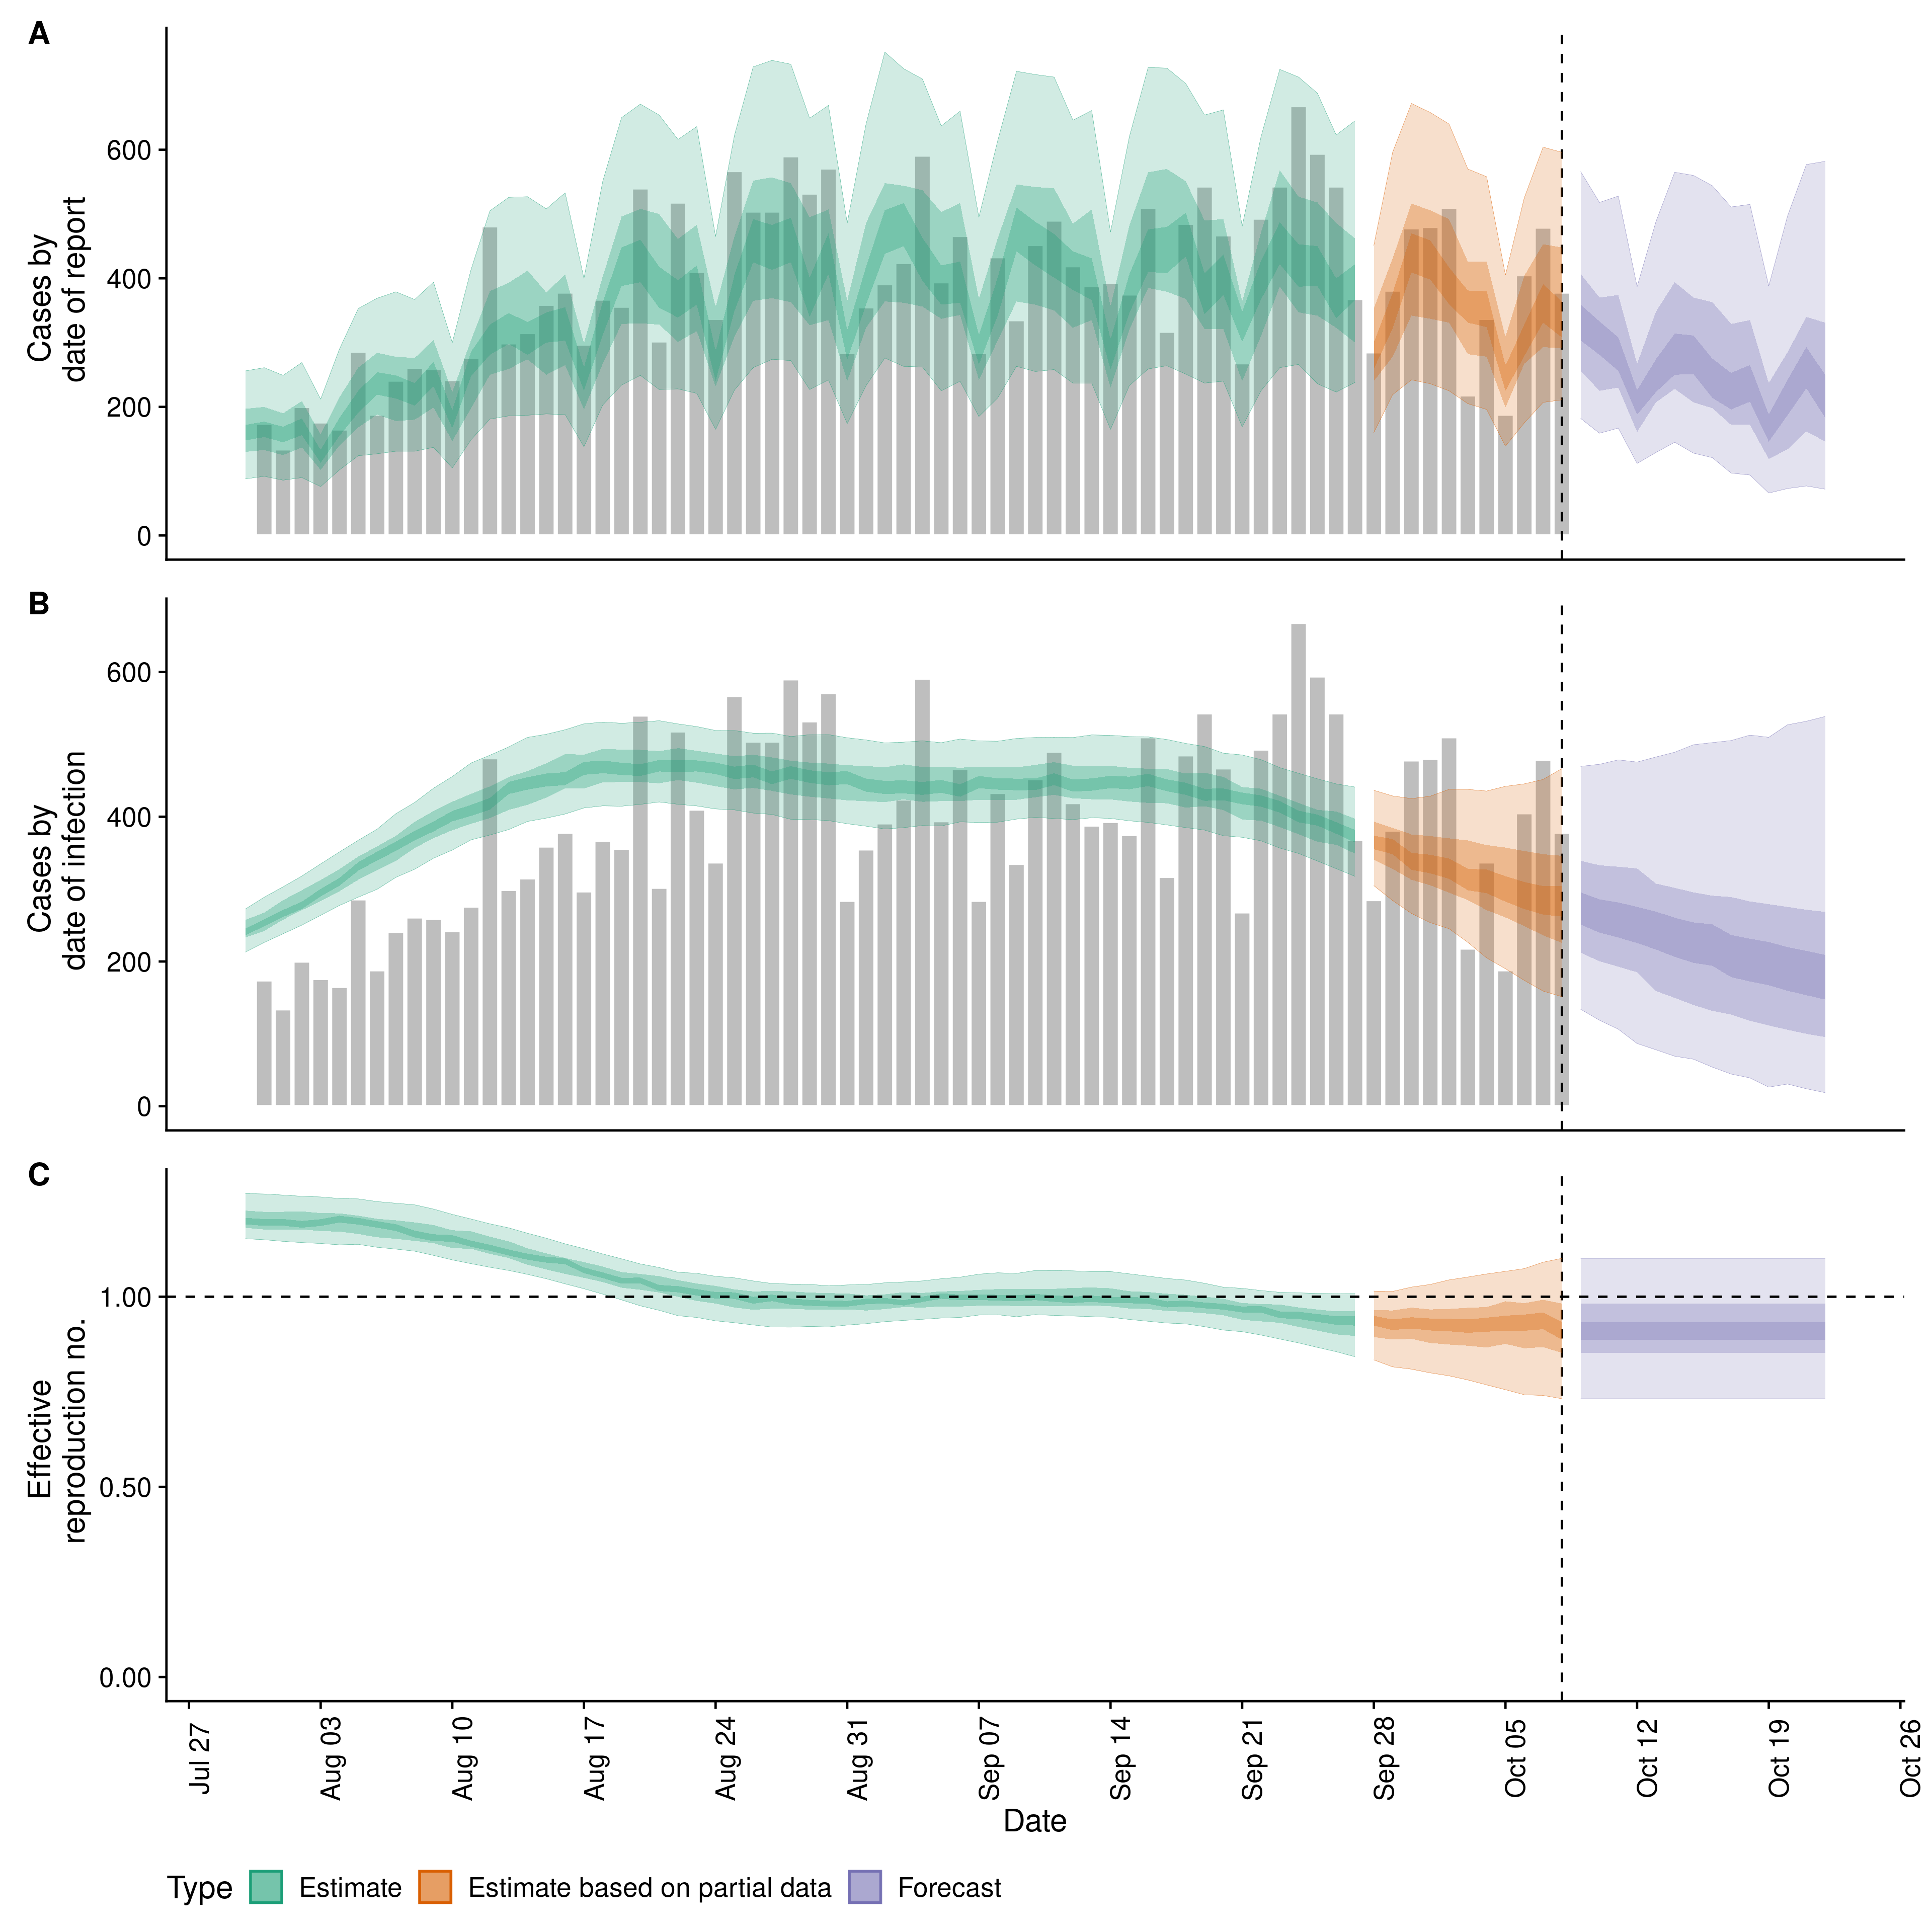 A
Cases by
date of report
600
400
200
0
B
Cases by
date of infection
600
400
200
0
C
Effective
reproduction no.
1.00
0.50
0.00
Jul 27
Aug 03
Aug 10
Aug 17
Aug 24
Aug 31
Sep 07
Sep 14
Sep 21
Sep 28
Oct 05
Oct 12
Oct 19
Oct 26
Date
Type Estimate Estimate based on partial data Forecast